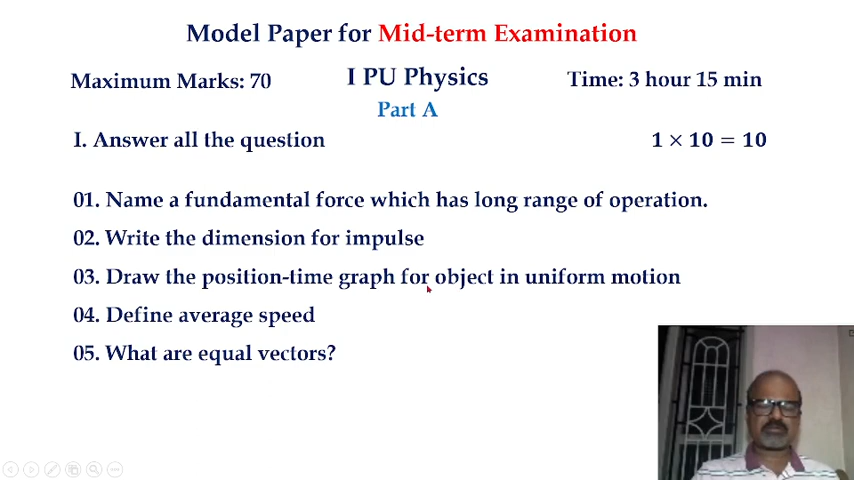 Model Paper for Mid-term Examination
Maximum Marks: 70 I PU Physics Time: 3 hour 15 min
Part A
I. Answer all the question 1 × 10 = 10
01. Name a fundamental force which has long range of operation.
02. Write the dimension for impulse
03. Draw the position-time graph for object in uniform motion
04. Define average speed
05. What are equal vectors?